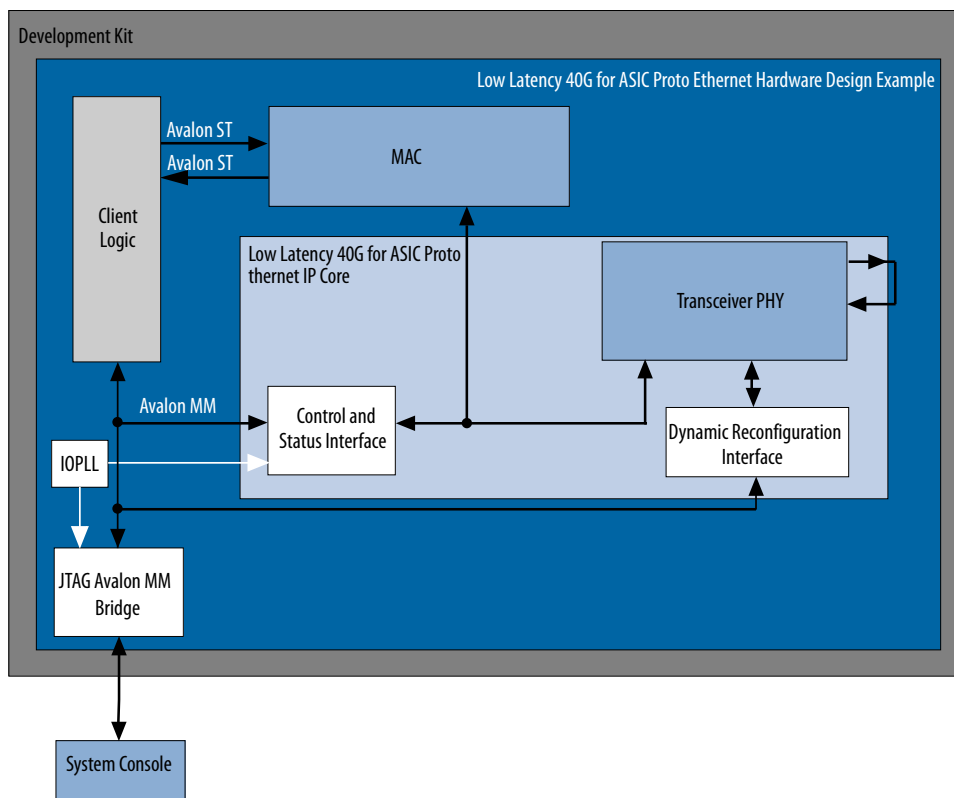 Development Kit
Low Latency 40G for ASIC Proto Ethernet Hardware Design Example
Avalon ST
Avalon ST
MAC
Client
Logic
Low Latency 40G for ASIC Proto
thernet IP Core
Transceiver PHY
Avalon MM
Control and
Status Interface
Dynamic Reconfiguration
Interface
IOPLL
JTAG Avalon MM
Bridge
System Console